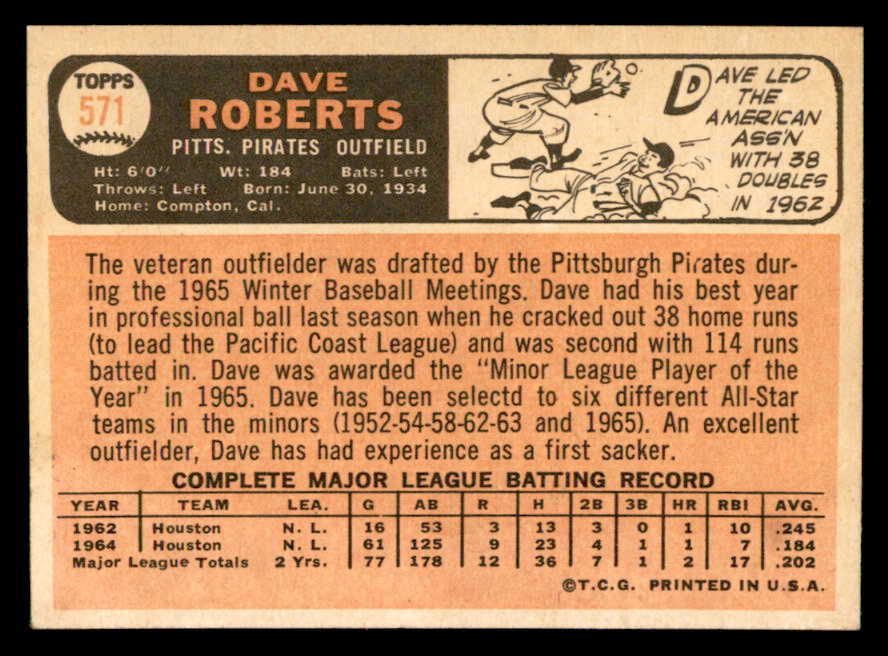 TOPPS
571
DAVE
ROBERTS
PITTS. PIRATES OUTFIELD
Ht: 6'0" Wt: 184 Bats: Left
Throws: Left Born: June 30, 1934
Home: Compton, Cal.
DAVE LED
THE
AMERICAN
ASS'N
WITH 38
DOUBLES
IN 1962
The veteran outfielder was drafted by the Pittsburgh Pirates dur-
ing the 1965 Winter Baseball Meetings. Dave had his best year
in professional ball last season when he cracked out 38 home runs
(to lead the Pacific Coast League) and was second with 114 runs
batted in. Dave was awarded the "Minor League Player of the
Year" in 1965. Dave has been selectd to six different All-Star
teams in the minors (1952-54-58-62-63 and 1965). An excellent
outfielder, Dave has had experience as a first sacker.
COMPLETE MAJOR LEAGUE BATTING RECORD
YEAR TEAM LEA. G AB R H 2B 3B HR RBI AVG.
1962 Houston N. L. 16 53 3 13 3 0 1 10 .245
1964 Houston N. L. 61 125 9 23 4 1 1 7 .184
Major League Totals 2 Yrs. 77 178 12 36 7 1 2 17 .202
©T.C.G. PRINTED IN U.S.A.